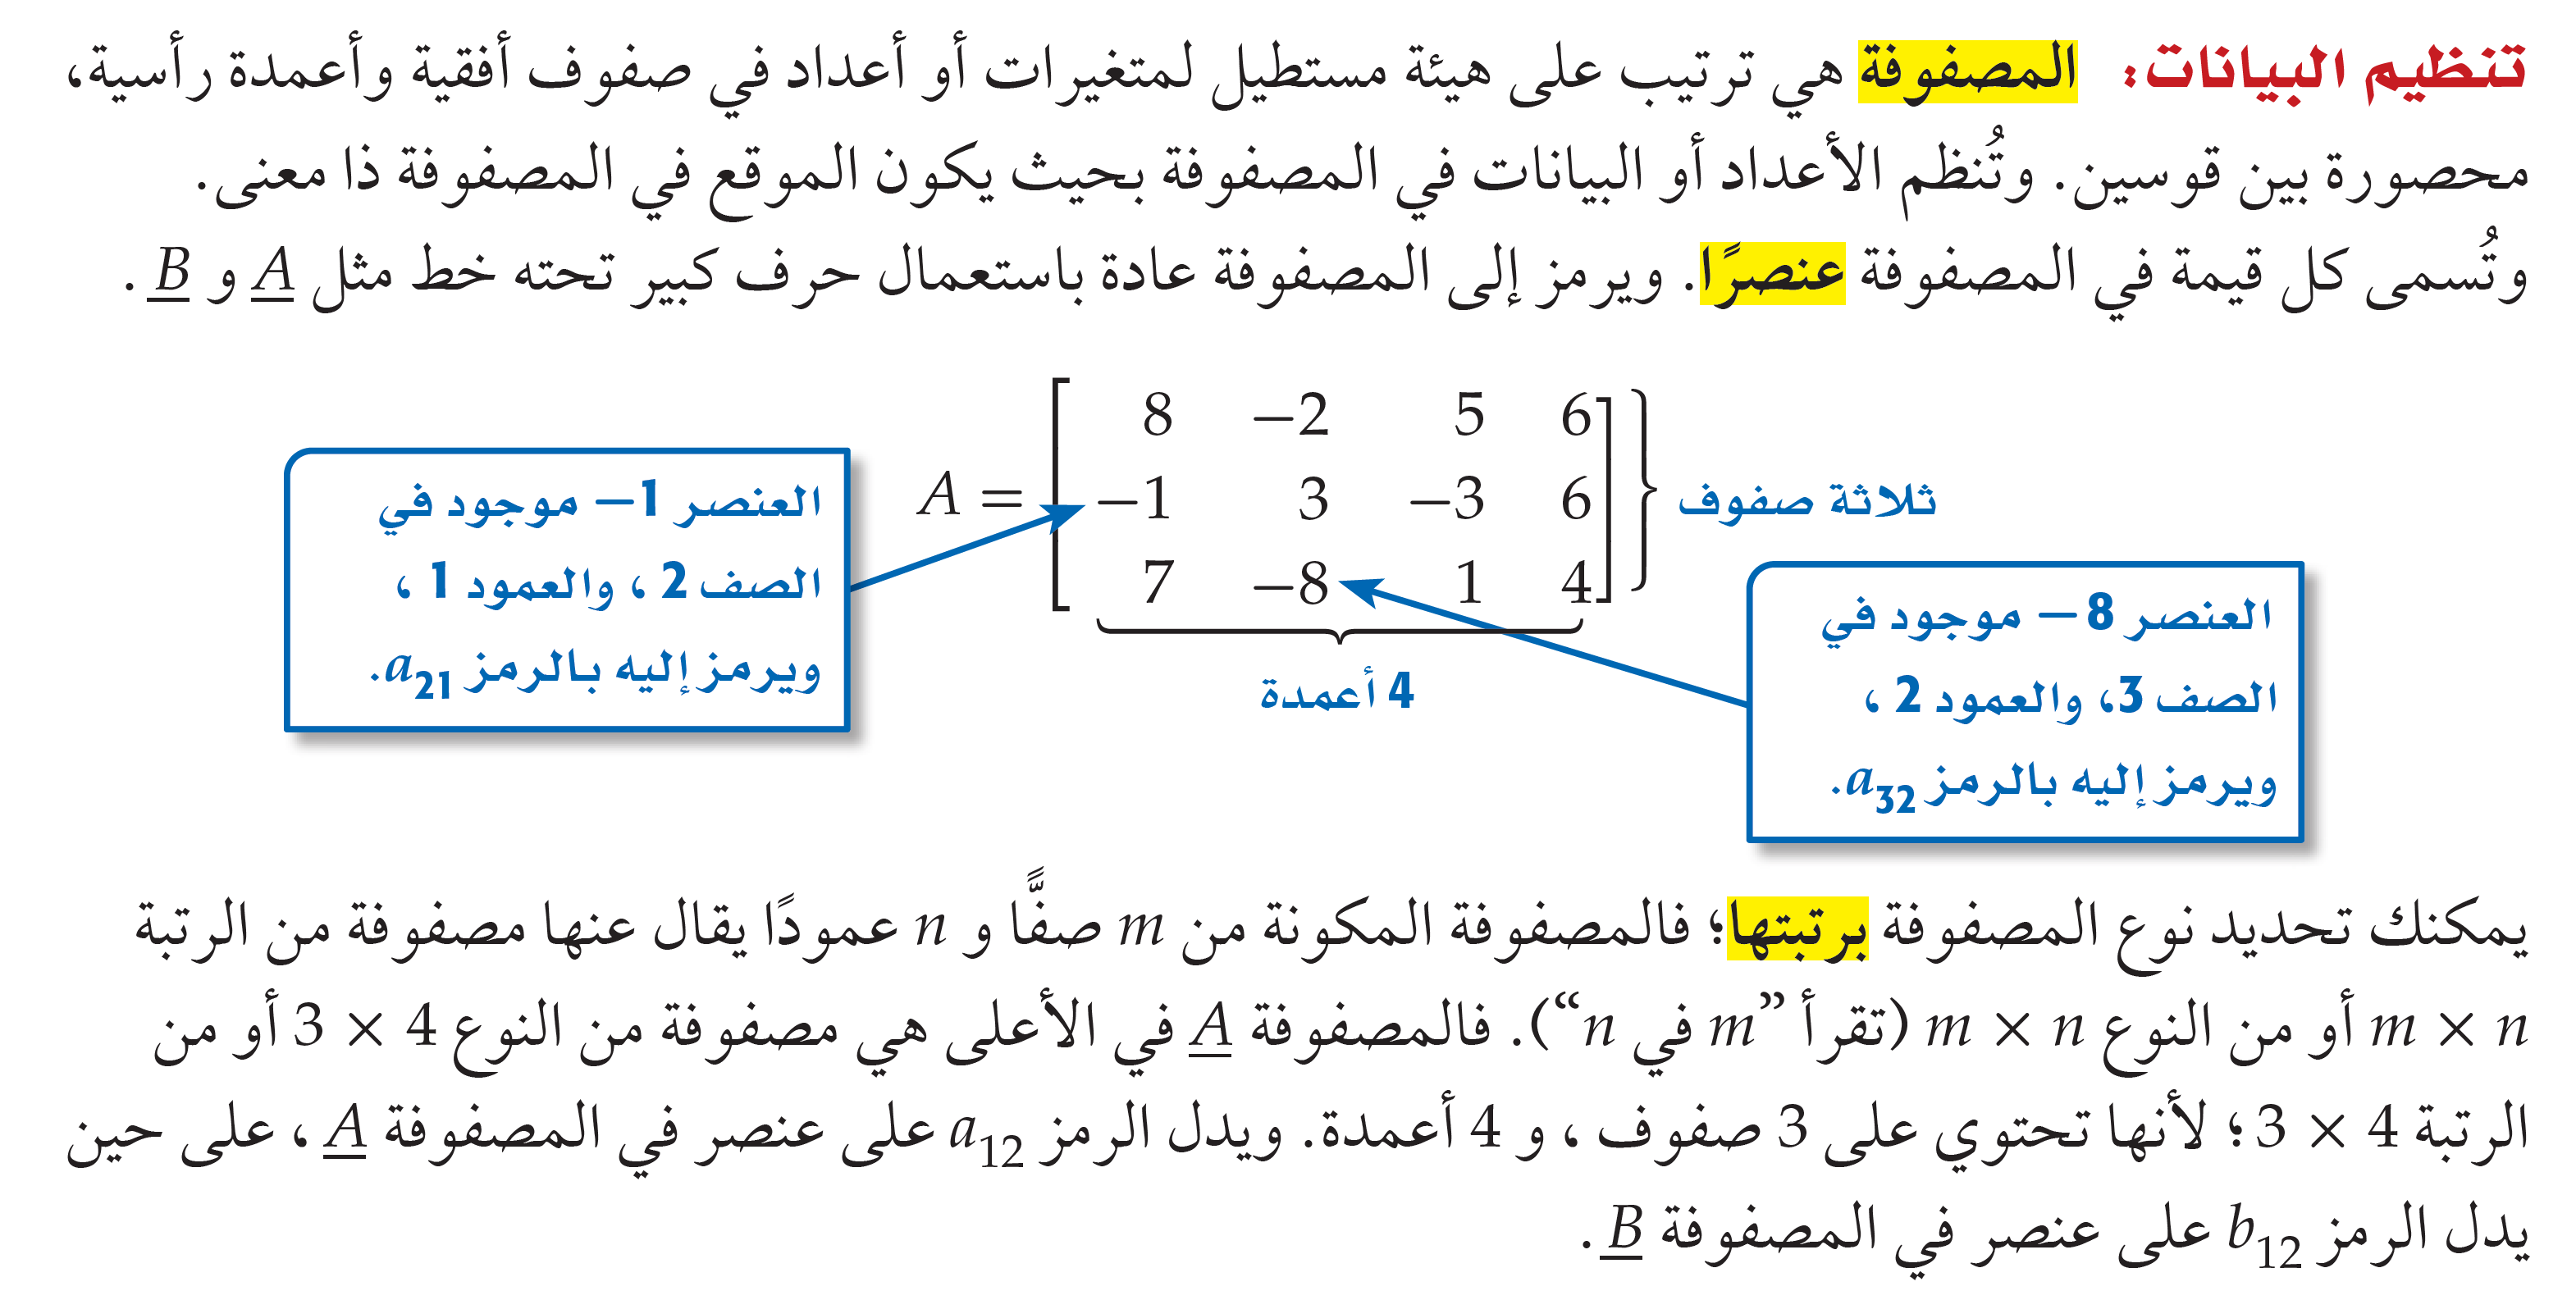 تنظيم البيانات: المصفوفة هي ترتيب على هيئة مستطيل لمتغيرات أو أعداد في صفوف أفقية وأعمدة رأسية،
محصورة بين قوسين. وتُنظم الأعداد أو البيانات في المصفوفة بحيث يكون الموقع في المصفوفة ذا معنى.
وتُسمى كل قيمة في المصفوفة عنصرًا. ويرمز إلى المصفوفة عادة باستعمال حرف كبير تحته خط مثل A و B .
8 −2 5 6
A = −1 3 −3 6
7 −8 1 4
ثلاثة صفوف
4 أعمدة
العنصر 1− موجود في
الصف 2 ، والعمود 1 ،
ويرمز إليه بالرمز a21.
العنصر 8 − موجود في
الصف 3، والعمود 2 ،
ويرمز إليه بالرمز a32.
يمكنك تحديد نوع المصفوفة برتبتها؛ فالمصفوفة المكونة من m صفًّا و n عمودًا يقال عنها مصفوفة من الرتبة
m × n أو من النوع m × n (تقرأ ”m في n“). فالمصفوفة A في الأعلى هي مصفوفة من النوع 3 × 4 أو من
الرتبة 3 × 4 ؛ لأنها تحتوي على 3 صفوف ، و 4 أعمدة. ويدل الرمز a12 على عنصر في المصفوفة A ، على حين
يدل الرمز b12 على عنصر في المصفوفة B .